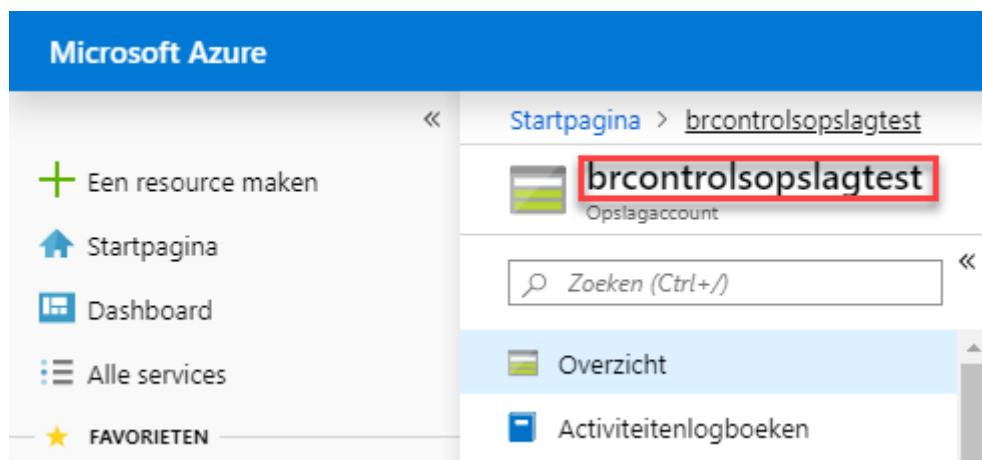 Microsoft Azure
«
Startpagina > brcontrolsopslagtest
+ Een resource maken
brcontrolsopslagtest
Opslagaccount
Startpagina
«
Zoeken (Ctrl+/)
Dashboard
Overzicht
Alle services
Activiteitenlogboeken
FAVORIETEN